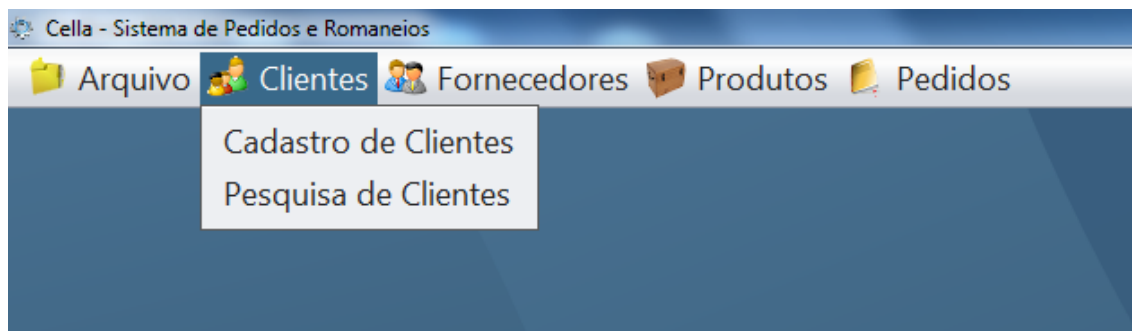 Cella - Sistema de Pedidos e Romaneios
Arquivo Clientes Fornecedores Produtos Pedidos
Cadastro de Clientes
Pesquisa de Clientes